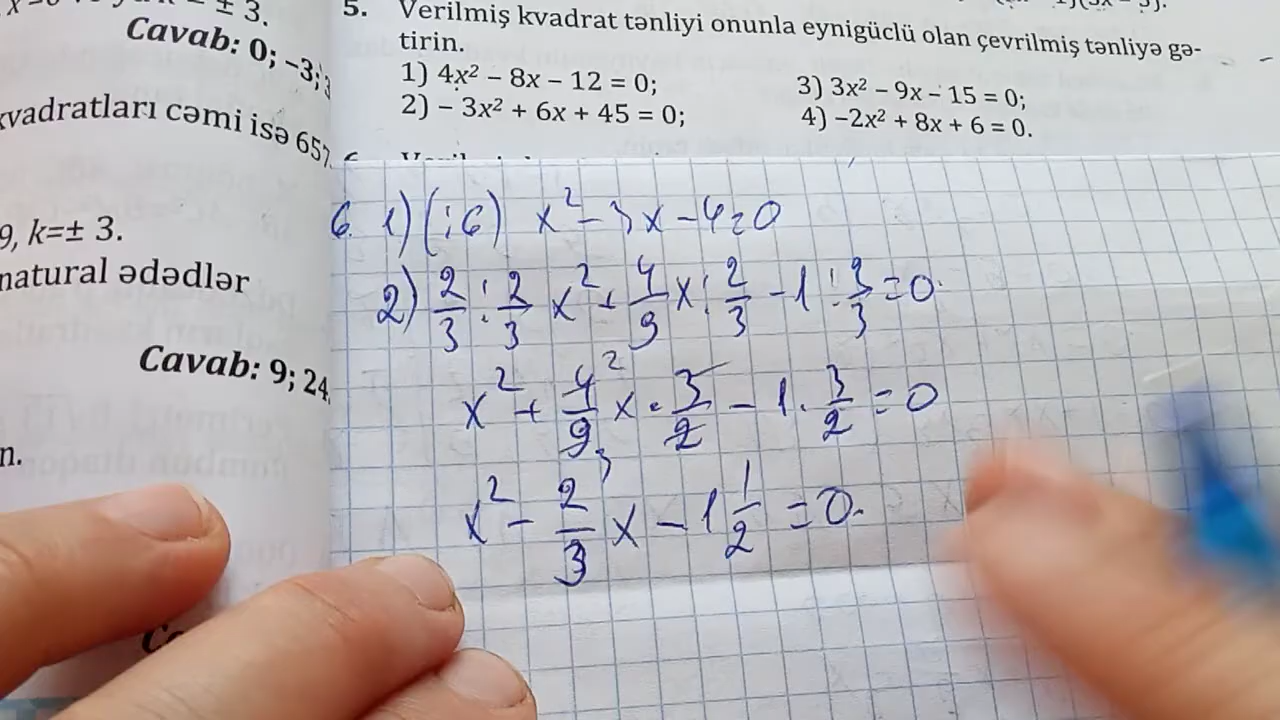 ± 3.
Cavab: 0; –3;
kvadratları cəmi isə 657.
9, k=± 3.
natural ədədlər
Cavab: 9; 24
n.
5. Verilmiş kvadrat tənliyi onunla eynigüclü olan çevrilmiş tənliyə gə-
tirin.
1) 4x² – 8x – 12 = 0;
3) 3x² – 9x – 15 = 0;
2) – 3x² + 6x + 45 = 0;
4) –2x² + 8x + 6 = 0.
6. 1) (:6) x² – 3x – 4 = 0
2) 2/3 : 2/3 x² + 4/9 x : 2/3 – 1 : 2/3 = 0.
x² + 4²/9₃ x · 3/2 – 1 · 3/2 = 0
x² – 2/3 x – 1 1/2 = 0.